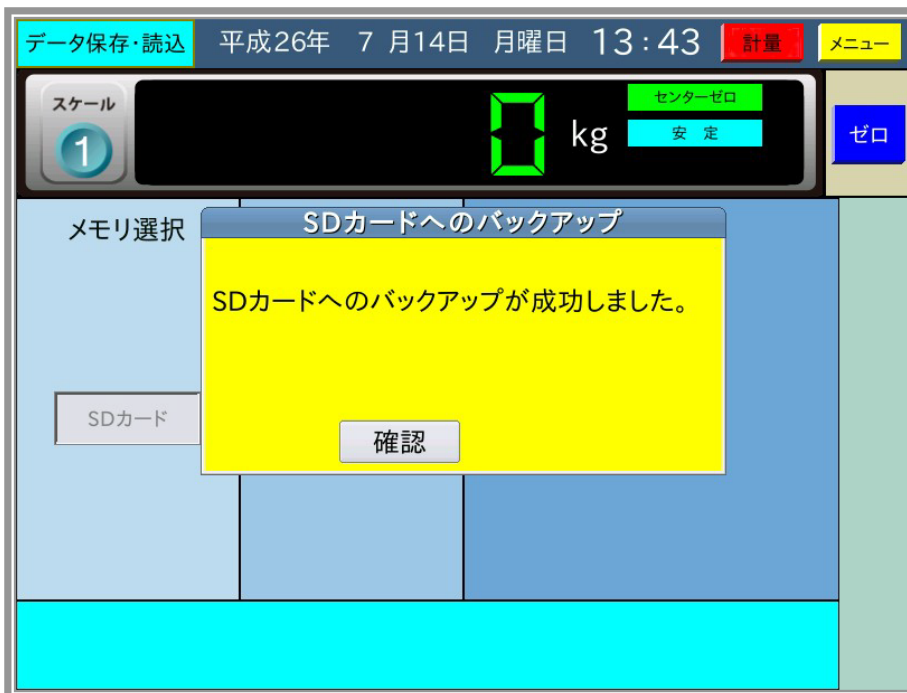 データ保存・読込 平成26年 7月14日 月曜日 13:43 計量 メニュー
スケール
1
0 kg
センターゼロ
安定
ゼロ
メモリ選択
SDカードへのバックアップ
SDカードへのバックアップが成功しました。
SDカード
確認